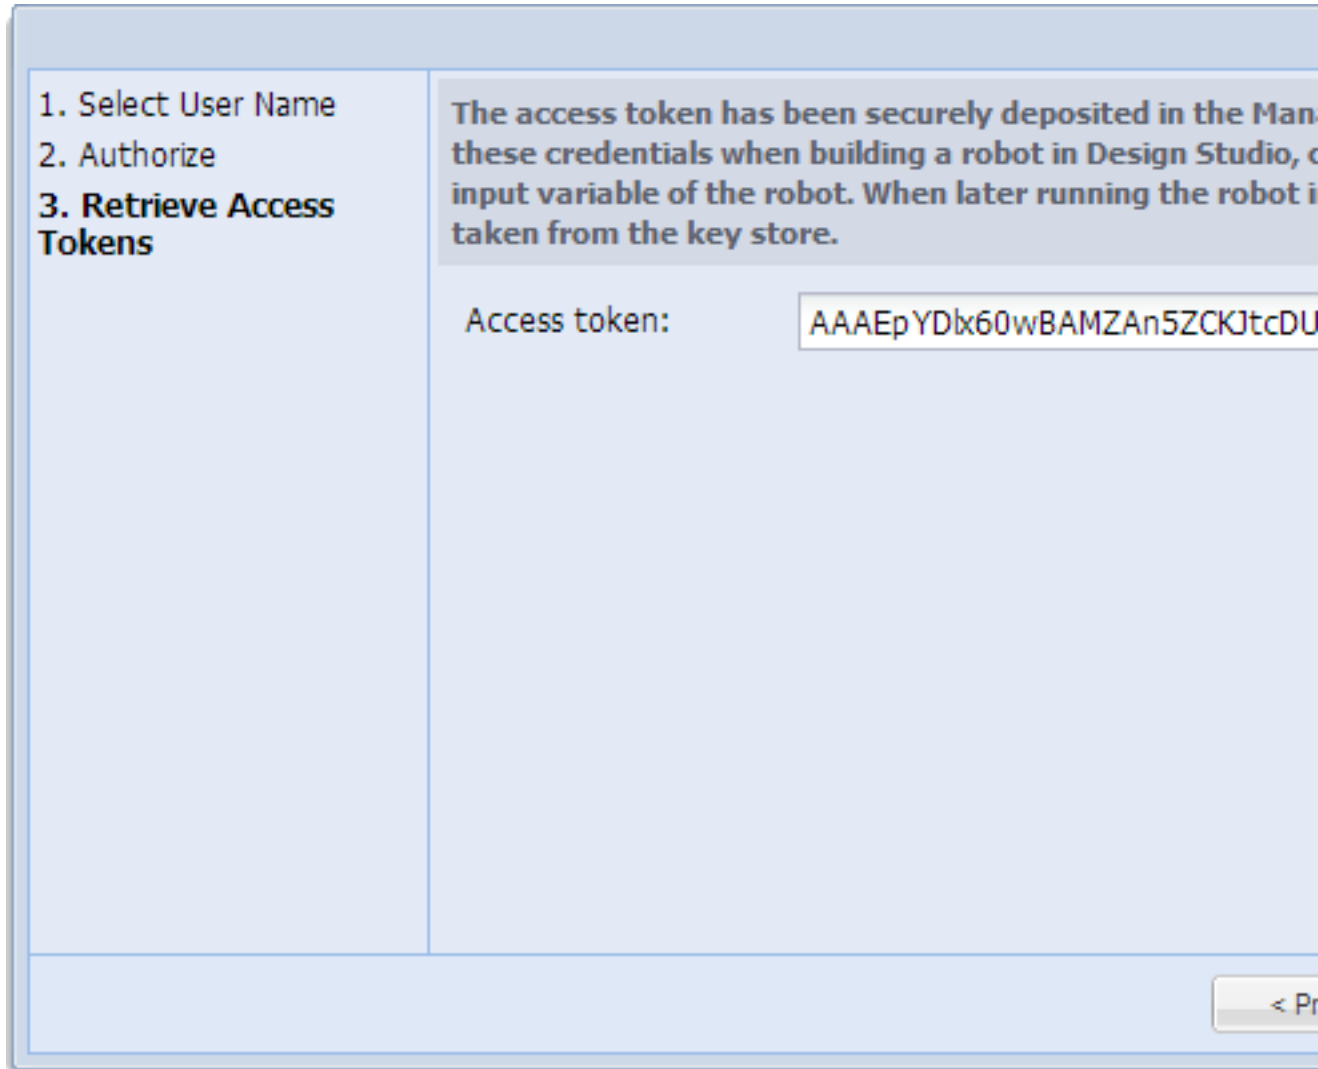 1. Select User Name
2. Authorize
3. Retrieve Access
Tokens
The access token has been securely deposited in the
these credentials when building a robot in Design Studio,
input variable of the robot. When later running the robot
taken from the key store.
Access token:
AAAEpYDlx60wBAMZAn5ZCKJtcDU
<